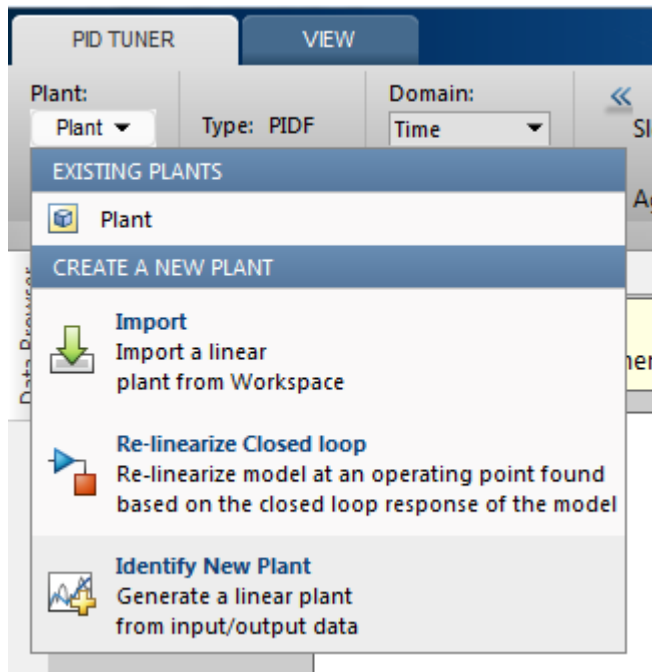 PID TUNER
VIEW
Plant:
Domain:
Plant
Type: PIDF
Time
EXISTING PLANTS
Plant
CREATE A NEW PLANT
Import
Import a linear
plant from Workspace
Re-linearize Closed loop
Re-linearize model at an operating point found
based on the closed loop response of the model
Identify New Plant
Generate a linear plant
from input/output data
Data Browser